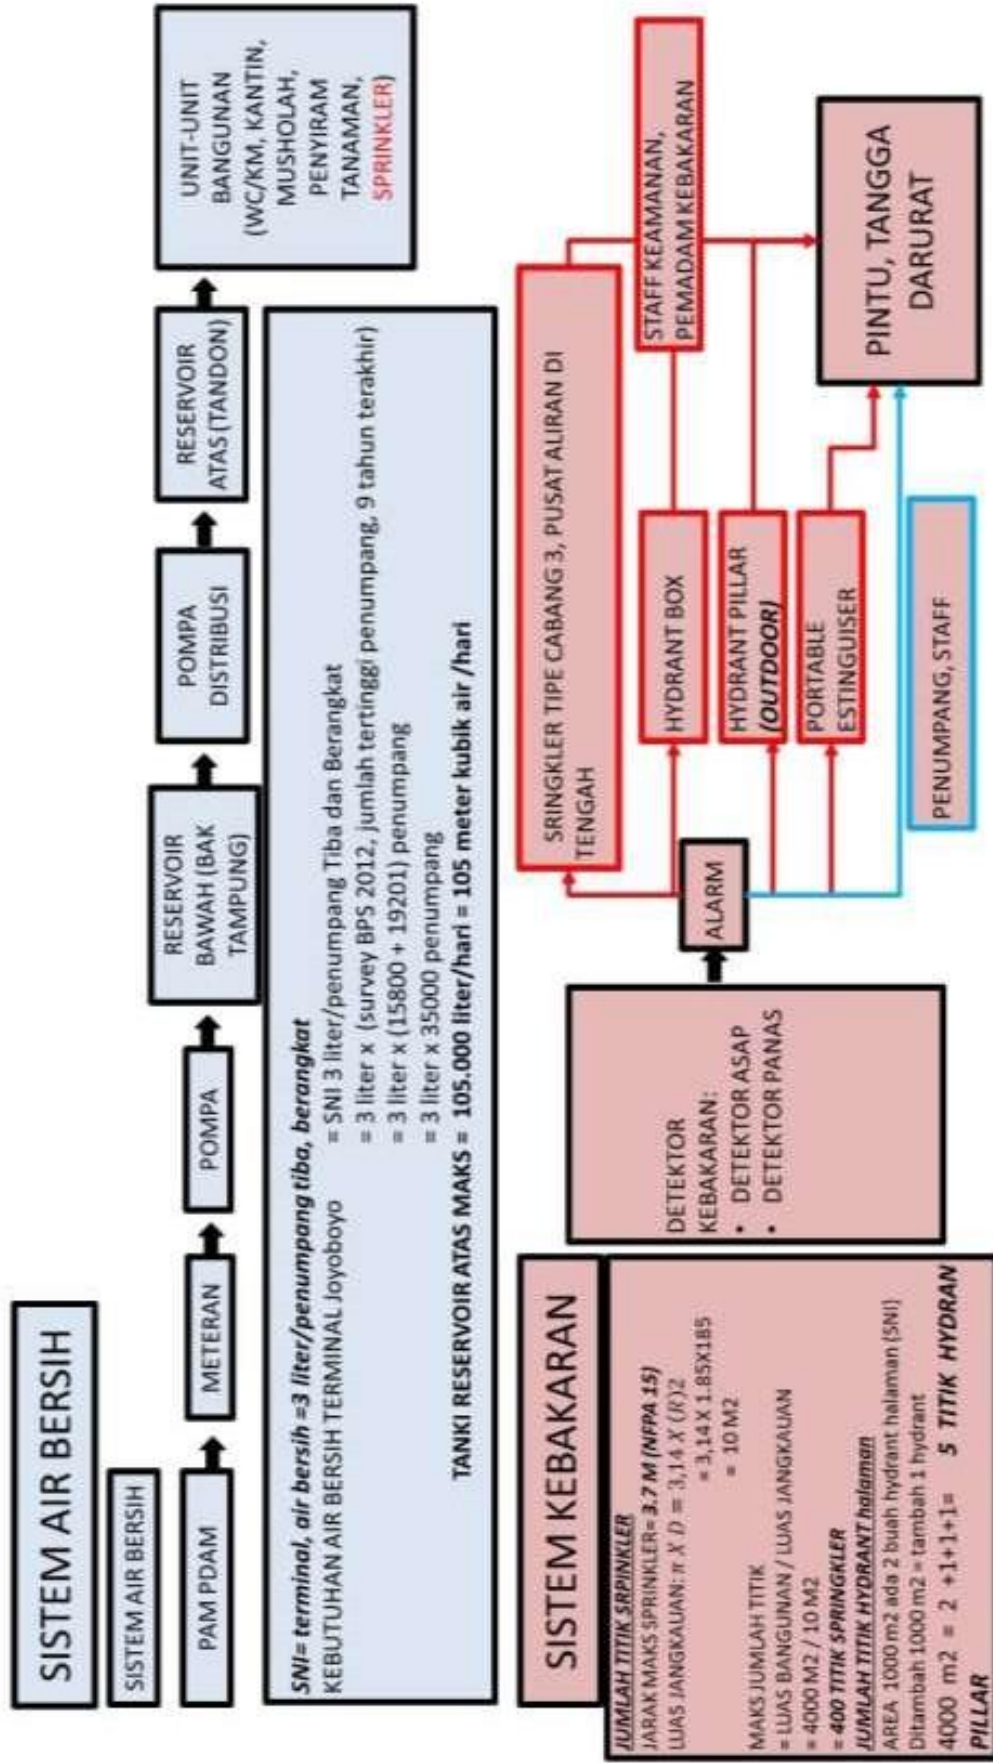 SISTEM AIR BERSIH
SISTEM AIR BERSIH
PAM PDAM
METERAN
POMPA
RESERVOIR
BAWAH (BAK
TAMPUNG)
POMPA
DISTRIBUSI
RESERVOIR
ATAS (TANDON)
UNIT-UNIT
BANGUNAN
(WC/KM, KANTIN,
MUSHOLAH,
PENYIRAM
TANAMAN,
SPRINKLER)
SNI= terminal, air bersih =3 liter/penumpang tiba, berangkat
KEBUTUHAN AIR BERSIH TERMINAL Joyoboyo = SNI 3 liter/penumpang Tiba dan Berangkat
= 3 liter x (survey BPS 2012, jumlah tertinggi penumpang, 9 tahun terakhir)
= 3 liter x (15800 + 19201) penumpang
= 3 liter x 35000 penumpang
TANKI RESERVOIR ATAS MAKS = 105.000 liter/hari = 105 meter kubik air /hari
SISTEM KEBAKARAN
JUMLAH TITIK SRPINKLER
JARAK MAKS SPRINKLER= 3.7 M (NFPA 15)
LUAS JANGKAUAN: π X D = 3,14 X (R)2
= 3,14 X 1.85X185
= 10 M2
MAKS JUMLAH TITIK
= LUAS BANGUNAN / LUAS JANGKAUAN
= 4000 M2 / 10 M2
= 400 TITIK SPRINGKLER
JUMLAH TITIK HYDRANT halaman
AREA 1000 m2 ada 2 buah hydrant halaman (SNI)
Ditambah 1000 m2 = tambah 1 hydrant
4000 m2 = 2 +1+1+1= 5 TITIK HYDRAN
PILLAR
DETEKTOR
KEBAKARAN:
• DETEKTOR ASAP
• DETEKTOR PANAS
ALARM
SRINGKLER TIPE CABANG 3, PUSAT ALIRAN DI
TENGAH
HYDRANT BOX
HYDRANT PILLAR
(OUTDOOR)
PORTABLE
ESTINGUISER
PENUMPANG, STAFF
STAFF KEAMANAN,
PEMADAM KEBAKARAN
PINTU, TANGGA
DARURAT